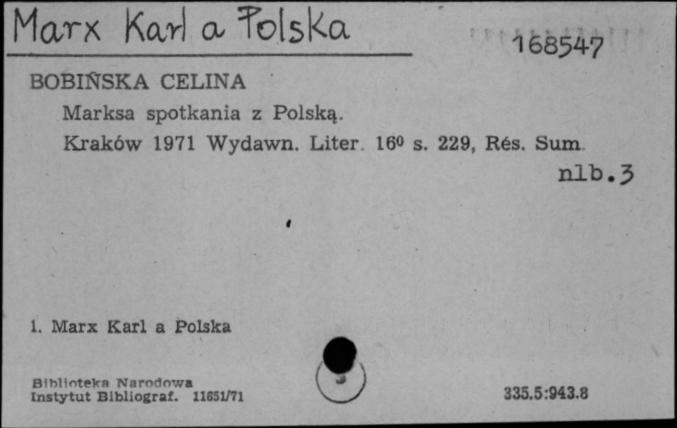 Marx Karl a Polska
168547
BOBIŃSKA CELINA
Marksa spotkania z Polską.
Kraków 1971 Wydawn. Liter. 16⁰ s. 229, Rés. Sum.
nlb.3
1. Marx Karl a Polska
Biblioteka Narodowa
Instytut Bibliograf. 11651/71
335.5:943.8